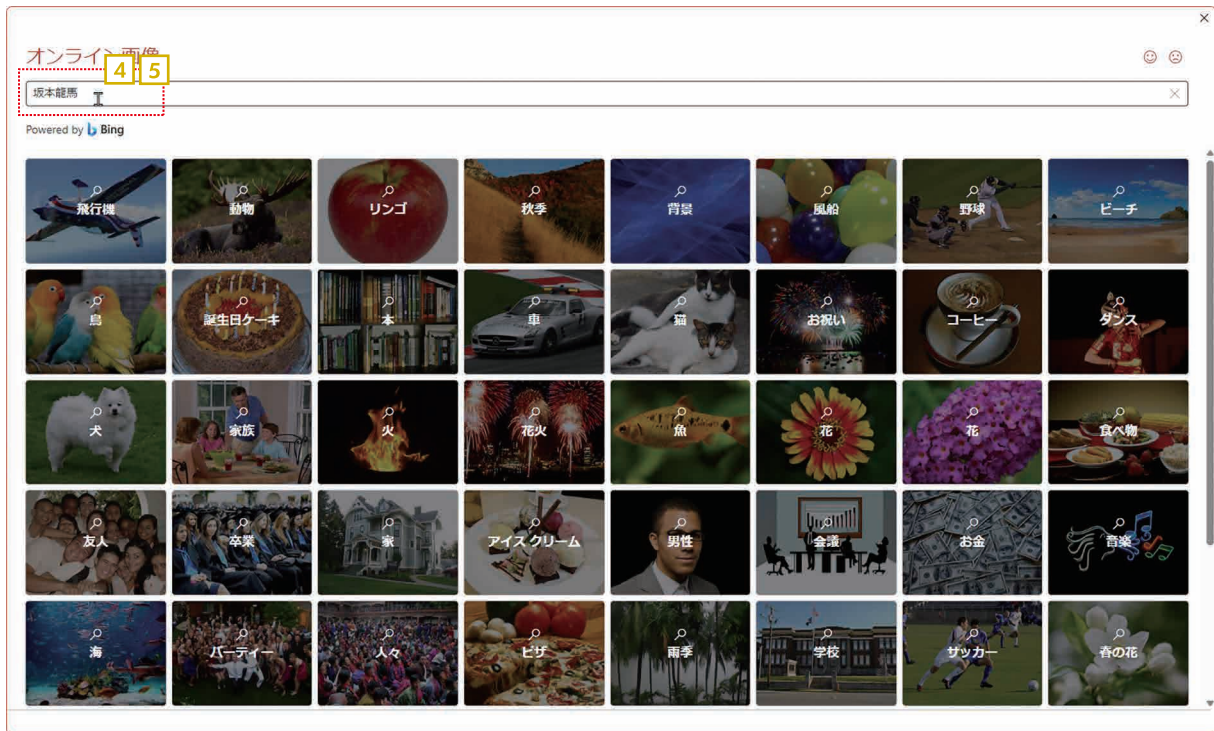 オンライン画像
4 5
坂本龍馬
Powered by Bing
飛行機 動物 リンゴ 秋季 背景 風船 野球 ビーチ
鳥 誕生日ケーキ 本 車 猫 お祝い コーヒー ダンス
犬 家族 火 花火 魚 花 花 食べ物
友人 卒業 家 アイス クリーム 男性 会議 お金 音楽
海 パーティー 人々 ピザ 雨季 学校 サッカー 春の花